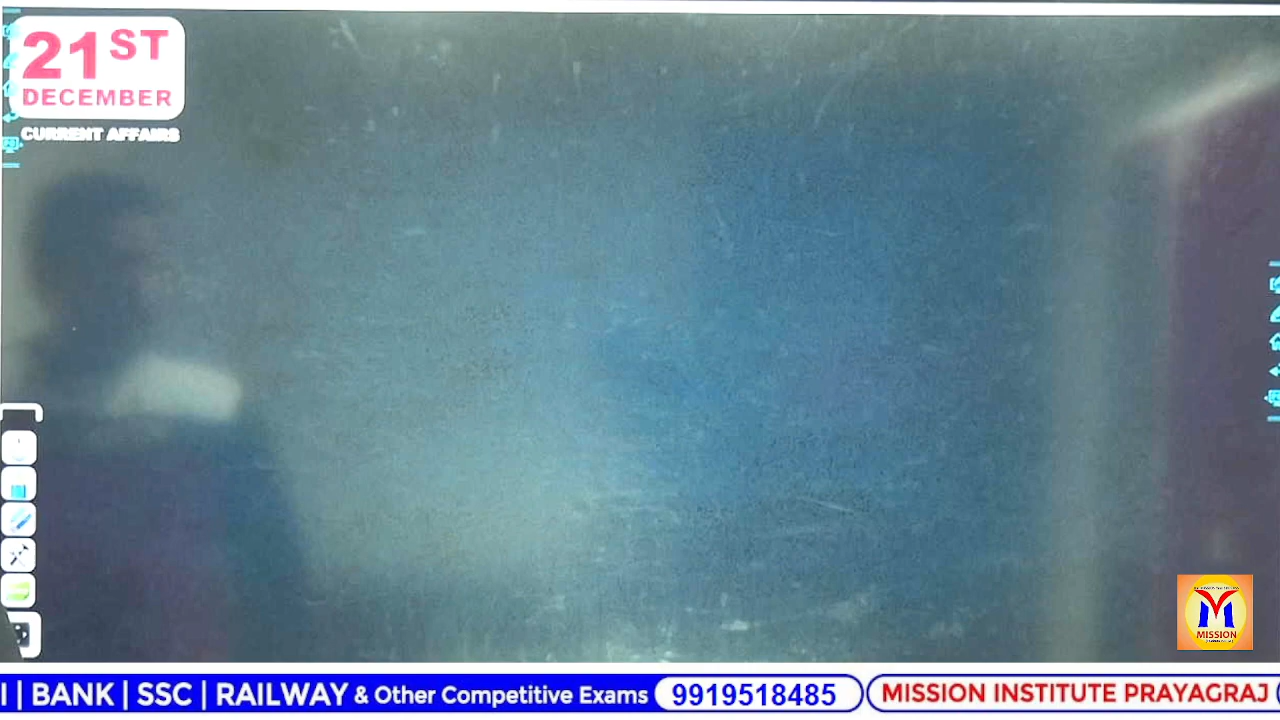 21ST
DECEMBER
CURRENT AFFAIRS
M
MISSION
I | BANK | SSC | RAILWAY & Other Competitive Exams 9919518485 MISSION INSTITUTE PRAYAGRAJ (